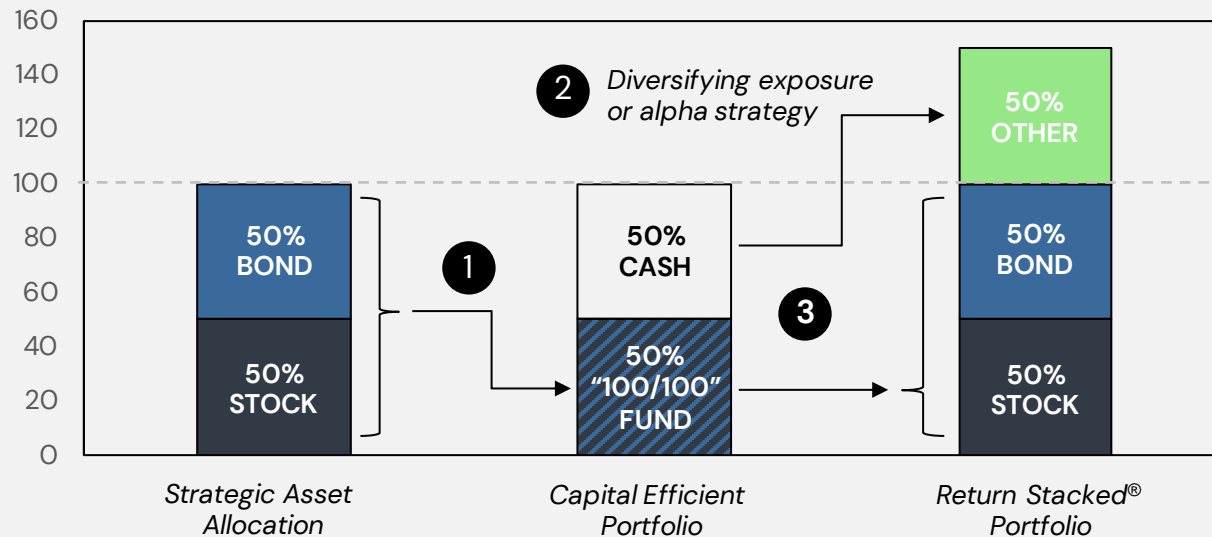 160
140
120
100
80
60
40
20
0
2
Diversifying exposure
or alpha strategy
50%
OTHER
50%
BOND
1
50%
CASH
3
50%
BOND
50%
STOCK
50%
“100/100”
FUND
50%
STOCK
Strategic Asset
Allocation
Capital Efficient
Portfolio
Return Stacked®
Portfolio